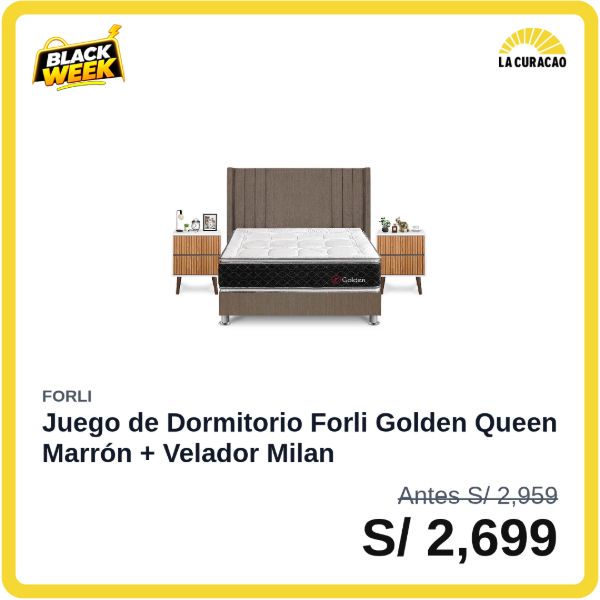 BLACK
WEEK
LA CURACAO
Golden
FORLI
Juego de Dormitorio Forli Golden Queen
Marrón + Velador Milan
Antes S/ 2,959
S/ 2,699